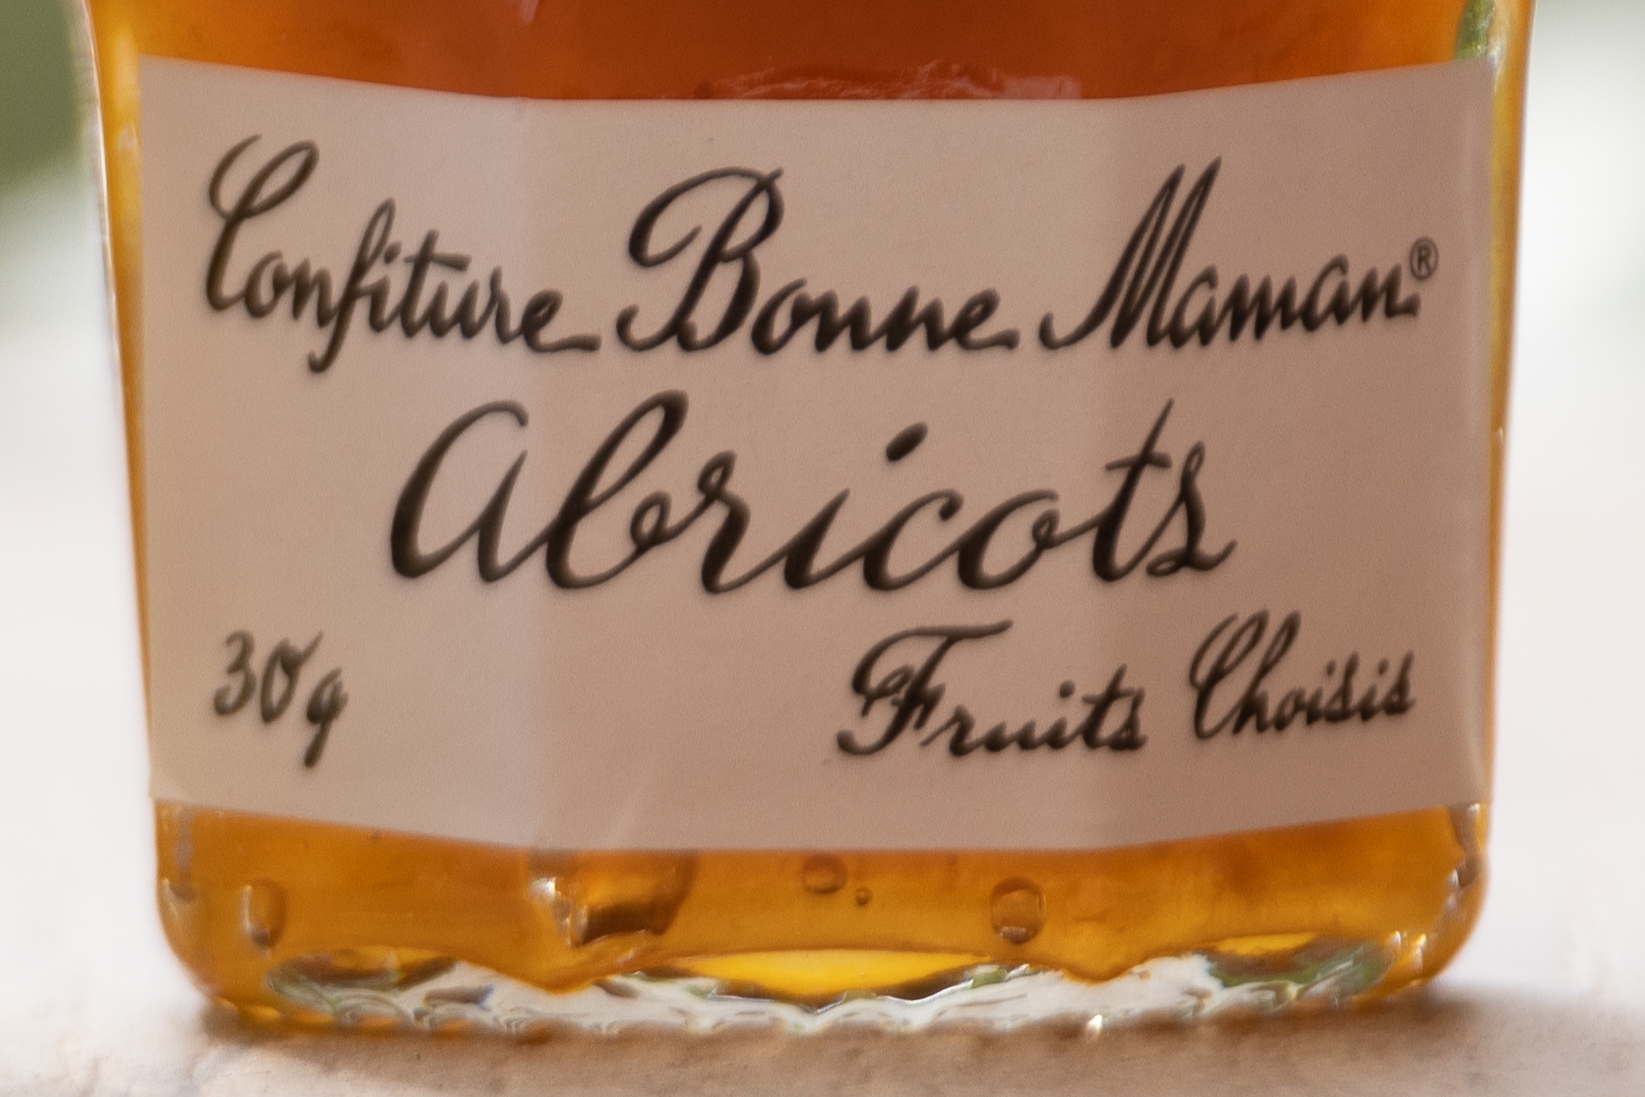 Confiture Bonne Maman®
Abricots
30g
Fruits Choisis